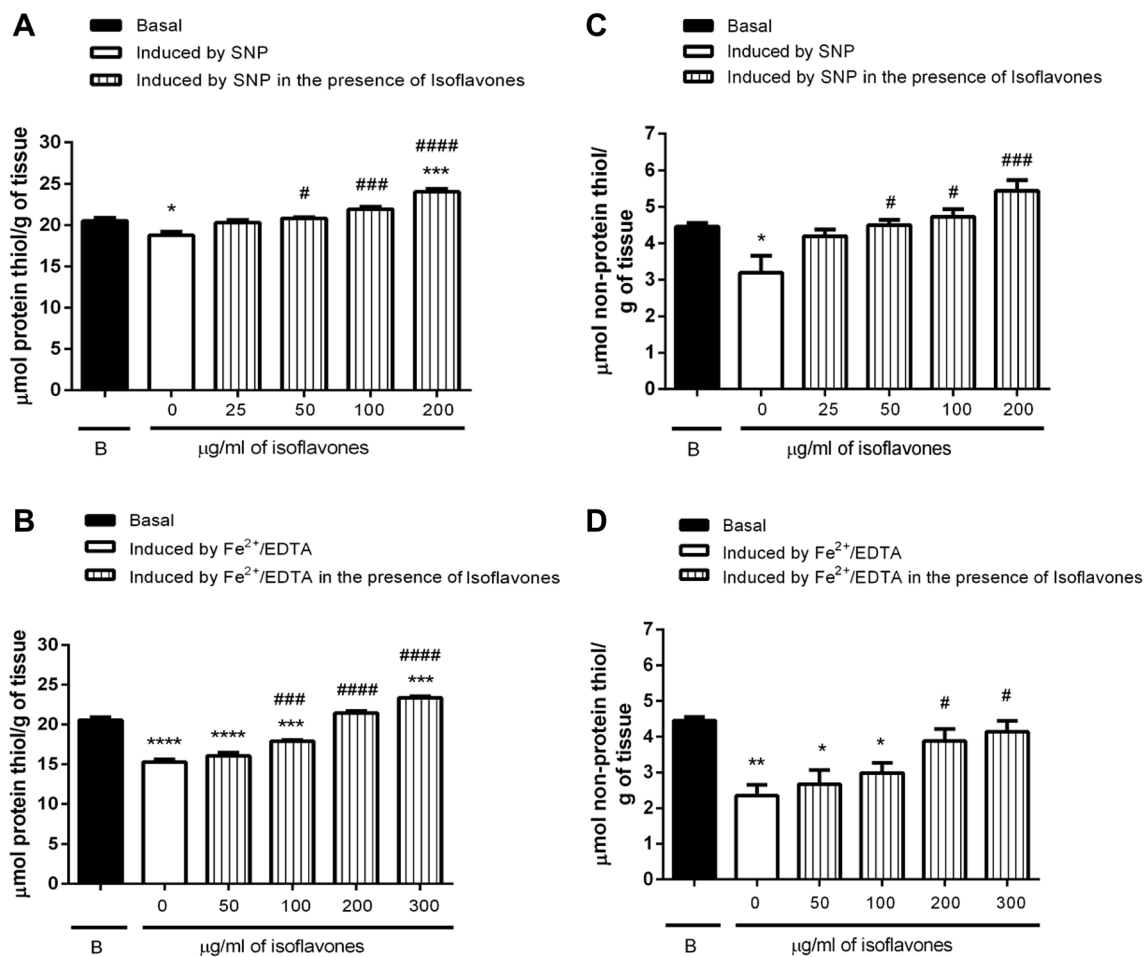 A
Basal
Induced by SNP
Induced by SNP in the presence of Isoflavones
μmol protein thiol/g of tissue
30
25
20
15
10
5
0
*
#
###
####
***
0 25 50 100 200
B
μg/ml of isoflavones
C
Basal
Induced by SNP
Induced by SNP in the presence of Isoflavones
μmol non-protein thiol/
g of tissue
7
6
5
4
3
2
1
0
*
#
#
###
0 25 50 100 200
B
μg/ml of isoflavones
B
Basal
Induced by Fe²⁺/EDTA
Induced by Fe²⁺/EDTA in the presence of Isoflavones
μmol protein thiol/g of tissue
30
25
20
15
10
5
0
****
****
###
***
####
####
***
0 50 100 200 300
B
μg/ml of isoflavones
D
Basal
Induced by Fe²⁺/EDTA
Induced by Fe²⁺/EDTA in the presence of Isoflavones
μmol non-protein thiol/
g of tissue
7
6
5
4
3
2
1
0
**
*
*
#
#
0 50 100 200 300
B
μg/ml of isoflavones